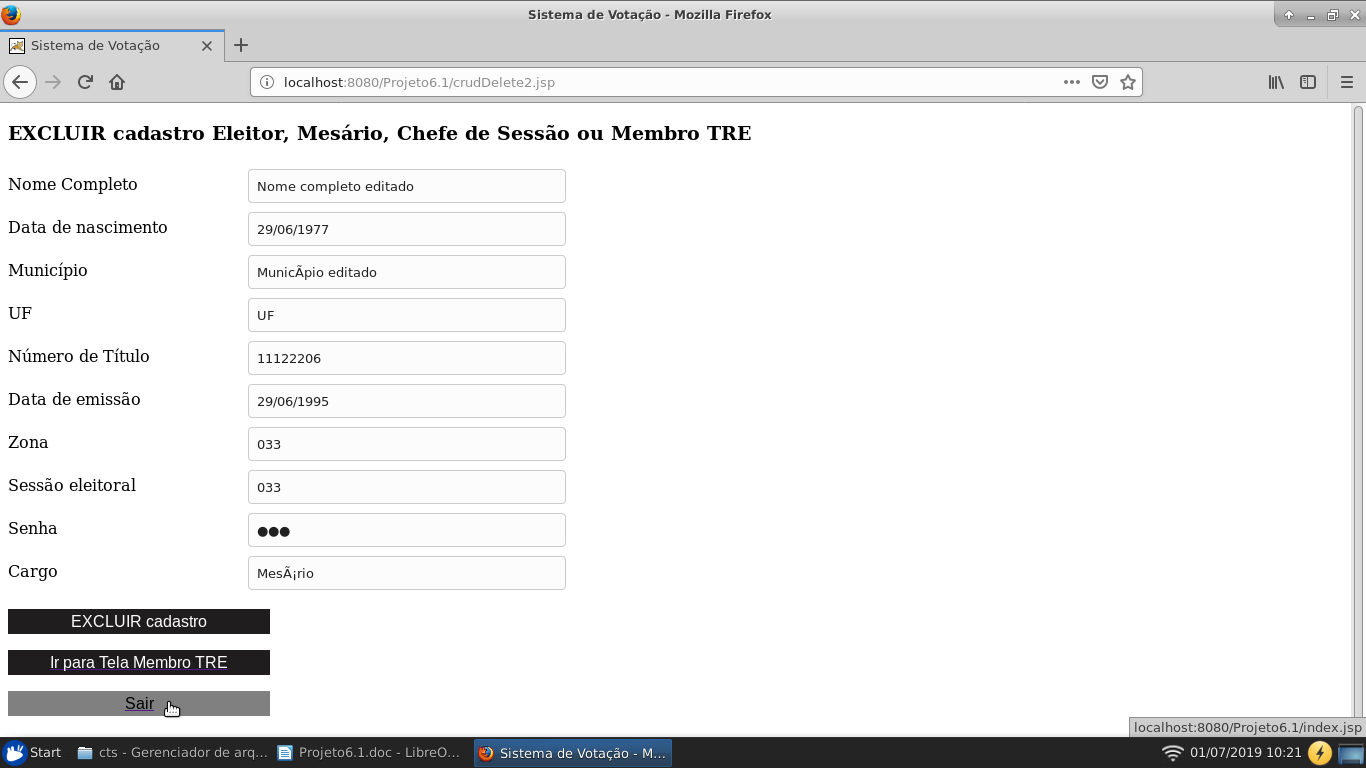 Sistema de Votação - Mozilla Firefox
Sistema de Votação
localhost:8080/Projeto6.1/crudDelete2.jsp
EXCLUIR cadastro Eleitor, Mesário, Chefe de Sessão ou Membro TRE
Nome Completo Nome completo editado
Data de nascimento 29/06/1977
Município MunicÃ­pio editado
UF UF
Número de Título 11122206
Data de emissão 29/06/1995
Zona 033
Sessão eleitoral 033
Senha ●●●
Cargo MesÃ¡rio
EXCLUIR cadastro
Ir para Tela Membro TRE
Sair
localhost:8080/Projeto6.1/index.jsp
Start cts - Gerenciador de arq... Projeto6.1.doc - LibreO... Sistema de Votação - M... 01/07/2019 10:21